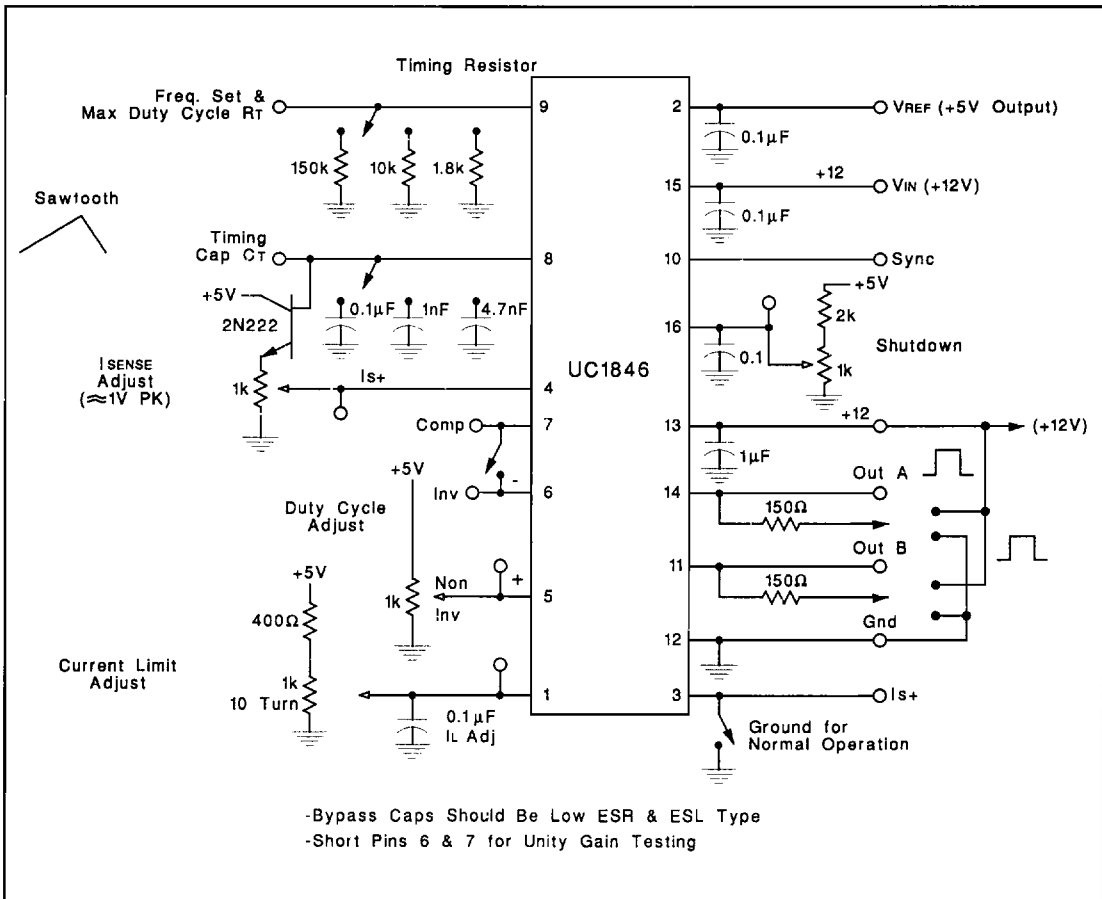 Timing Resistor
Freq. Set &
Max Duty Cycle RT
9
150k
10k
1.8k
Sawtooth
Timing
Cap CT
8
+5V
2N222
0.1μF
1nF
4.7nF
ISENSE
Adjust
(≈1V PK)
1k
Is+
4
Comp
7
+5V
Inv
-
6
Duty Cycle
Adjust
+
1k
Non
Inv
5
+5V
400Ω
Current Limit
Adjust
1k
10 Turn
1
0.1μF
IL Adj
UC1846
2
VREF (+5V Output)
0.1μF
15
+12
VIN (+12V)
0.1μF
10
Sync
+5V
2k
16
0.1
1k
Shutdown
13
+12
(+12V)
1μF
Out A
14
150Ω
Out B
11
150Ω
Gnd
12
3
Is+
Ground for
Normal Operation
-Bypass Caps Should Be Low ESR & ESL Type
-Short Pins 6 & 7 for Unity Gain Testing